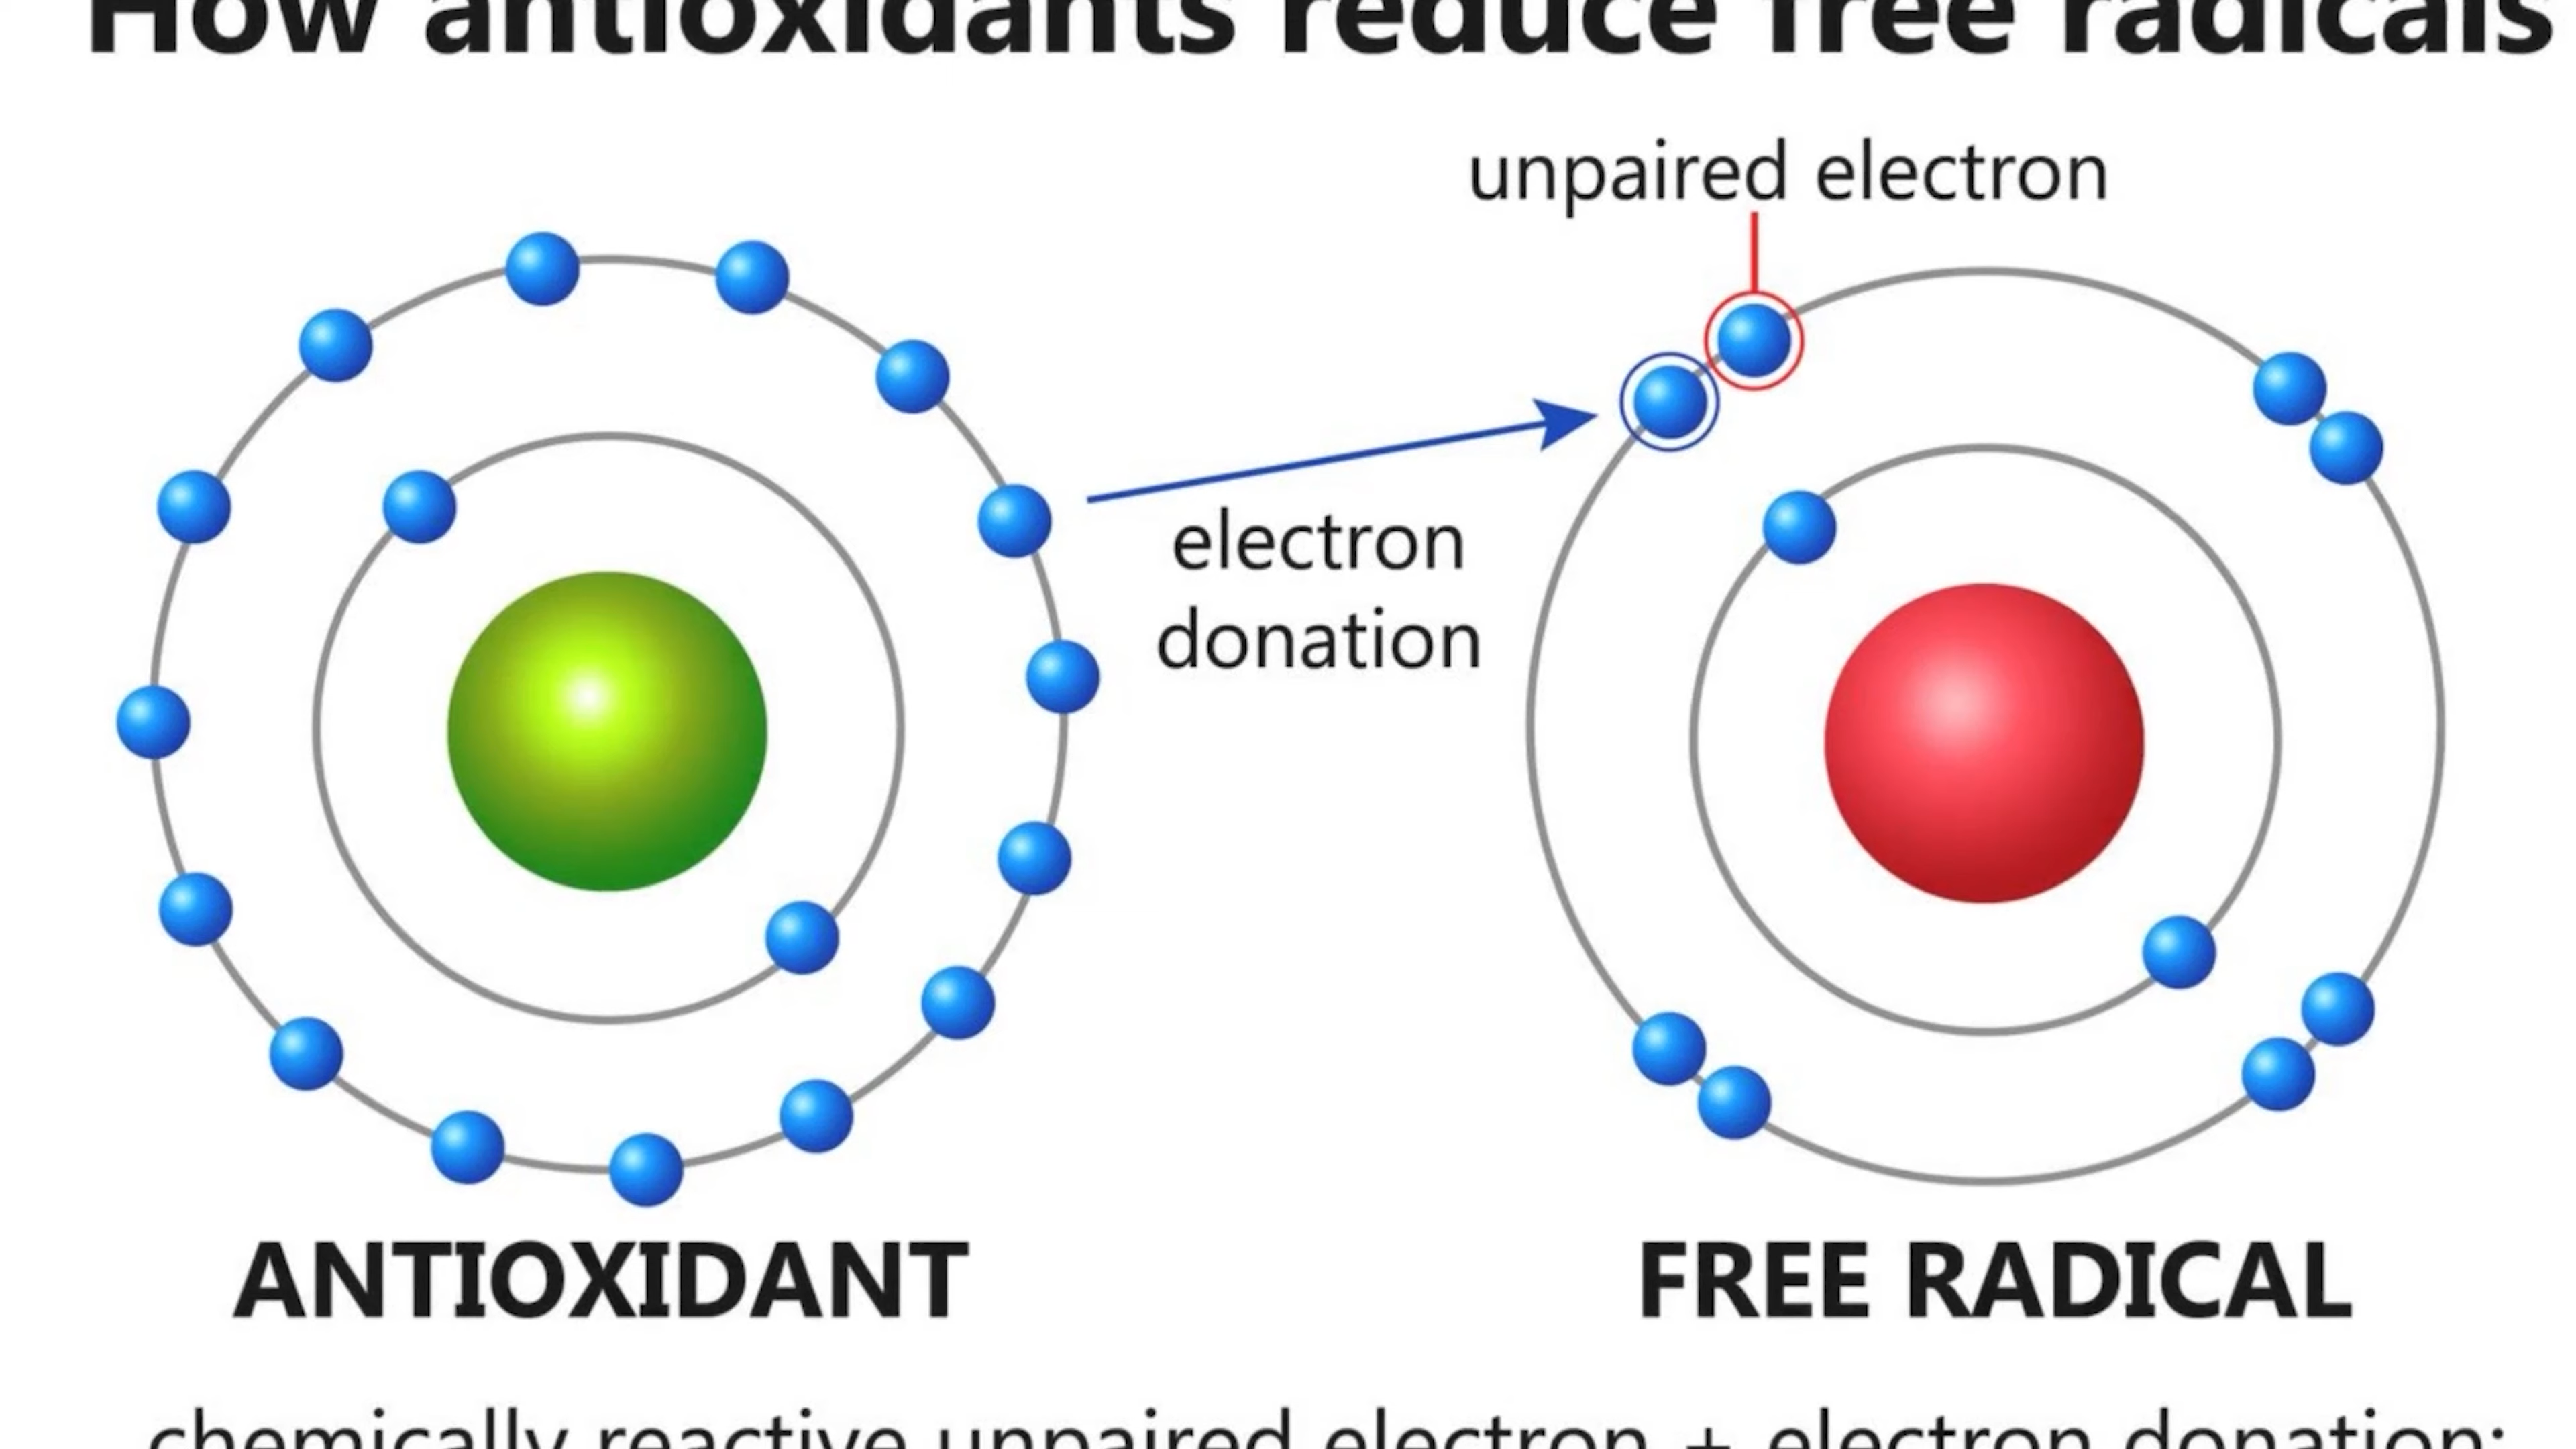 How antioxidants reduce free radicals
unpaired electron
electron
donation
ANTIOXIDANT
FREE RADICAL
chemically reactive unpaired electron + electron donation: